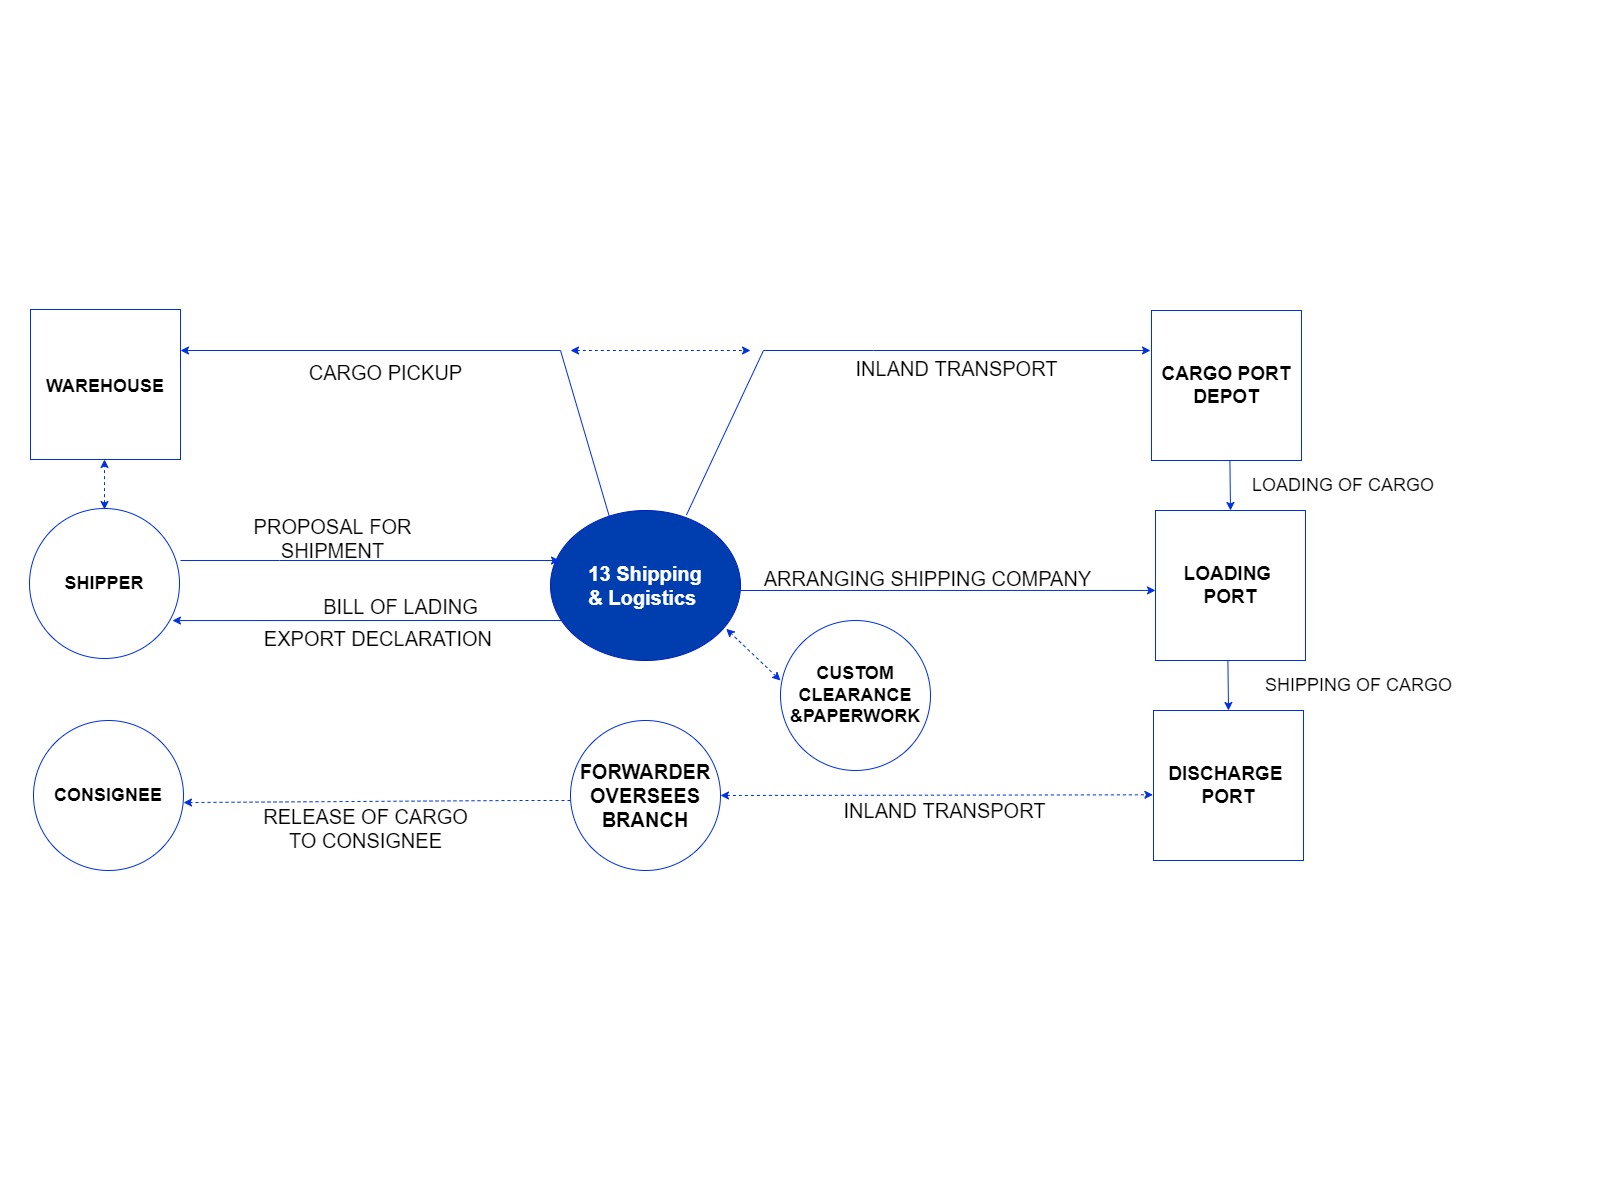 WAREHOUSE
CARGO PICKUP
INLAND TRANSPORT
CARGO PORT
DEPOT
LOADING OF CARGO
PROPOSAL FOR
SHIPMENT
SHIPPER
BILL OF LADING
EXPORT DECLARATION
13 Shipping
& Logistics
ARRANGING SHIPPING COMPANY
LOADING
PORT
CUSTOM
CLEARANCE
&PAPERWORK
SHIPPING OF CARGO
CONSIGNEE
RELEASE OF CARGO
TO CONSIGNEE
FORWARDER
OVERSEES
BRANCH
INLAND TRANSPORT
DISCHARGE
PORT